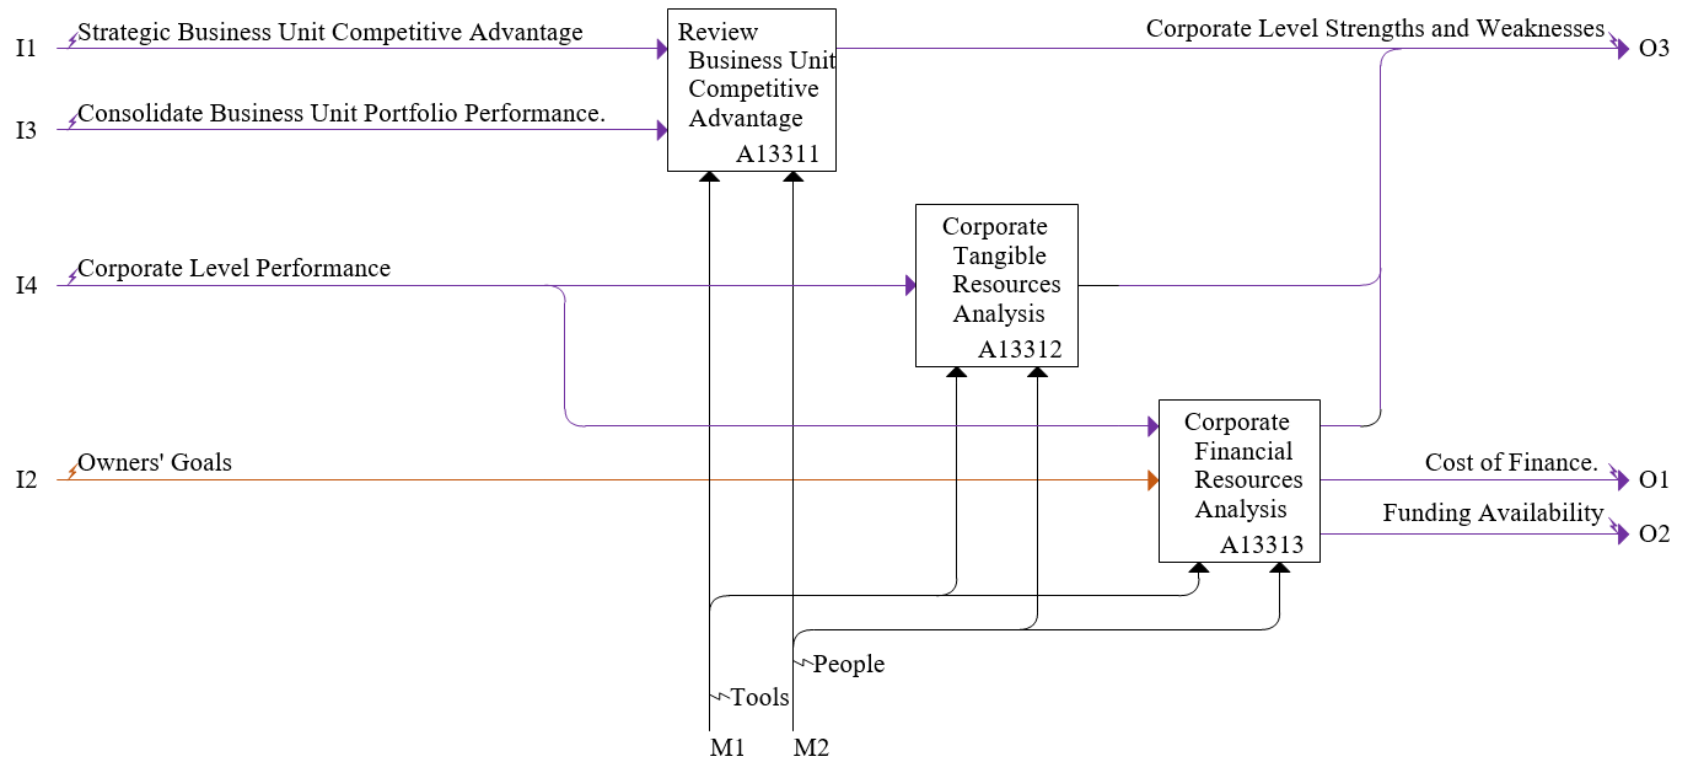 I1
Strategic Business Unit Competitive Advantage
Review
Business Unit
Competitive
Advantage
A13311
Corporate Level Strengths and Weaknesses
O3
I3
Consolidate Business Unit Portfolio Performance.
I4
Corporate Level Performance
Corporate
Tangible
Resources
Analysis
A13312
I2
Owners' Goals
Corporate
Financial
Resources
Analysis
A13313
Cost of Finance.
O1
Funding Availability
O2
People
Tools
M1
M2